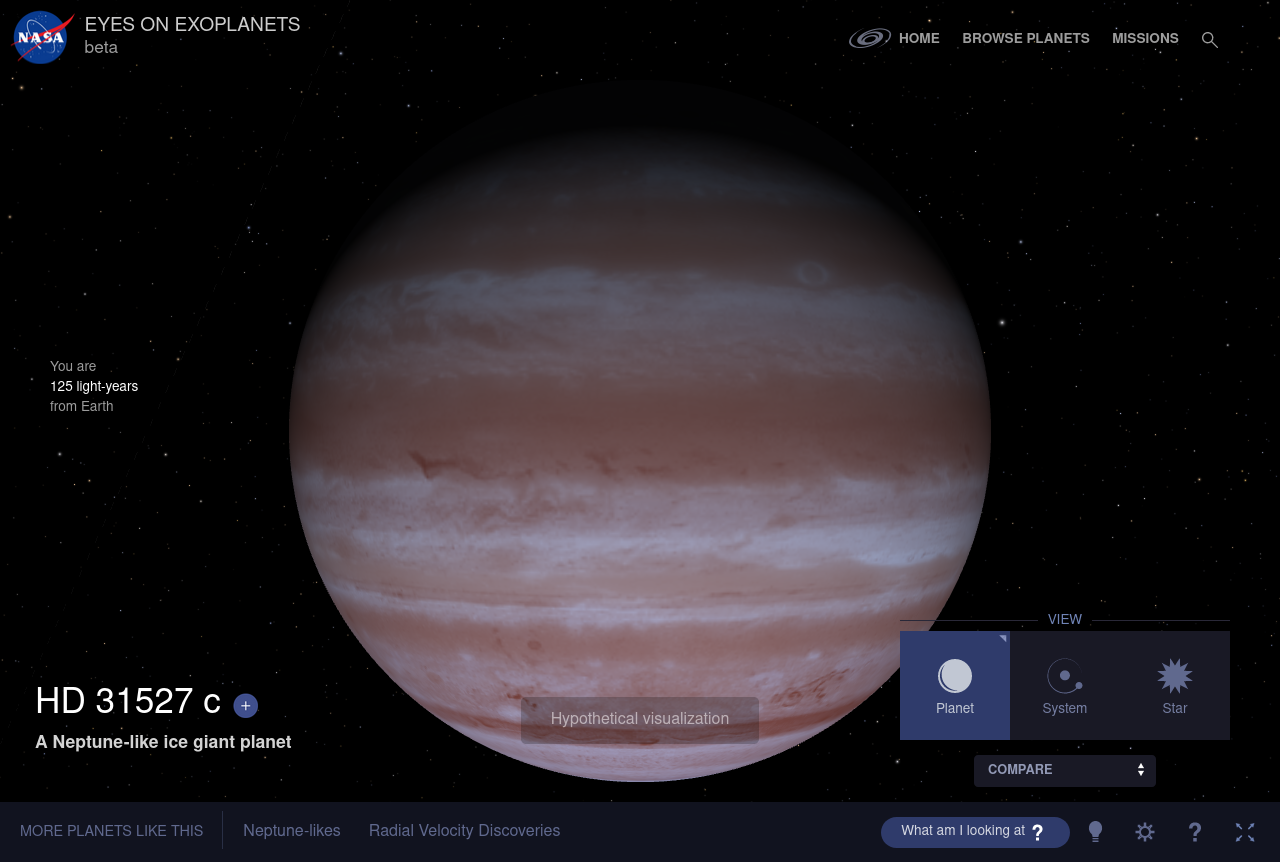 NASA
EYES ON EXOPLANETS
beta
HOME
BROWSE PLANETS
MISSIONS
You are
125 light-years
from Earth
VIEW
Planet
System
Star
HD 31527 c +
A Neptune-like ice giant planet
Hypothetical visualization
COMPARE
MORE PLANETS LIKE THIS
Neptune-likes
Radial Velocity Discoveries
What am I looking at ?
?